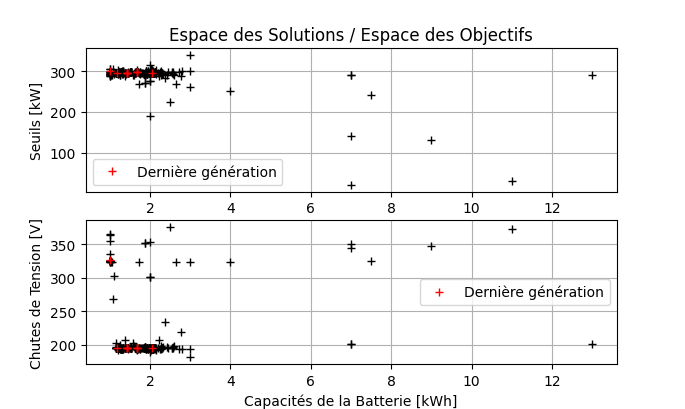 Espace des Solutions / Espace des Objectifs
Seuils [kW]
300
200
100
Dernière génération
2 4 6 8 10 12
Chutes de Tension [V]
350
300
250
200
Dernière génération
2 4 6 8 10 12
Capacités de la Batterie [kWh]